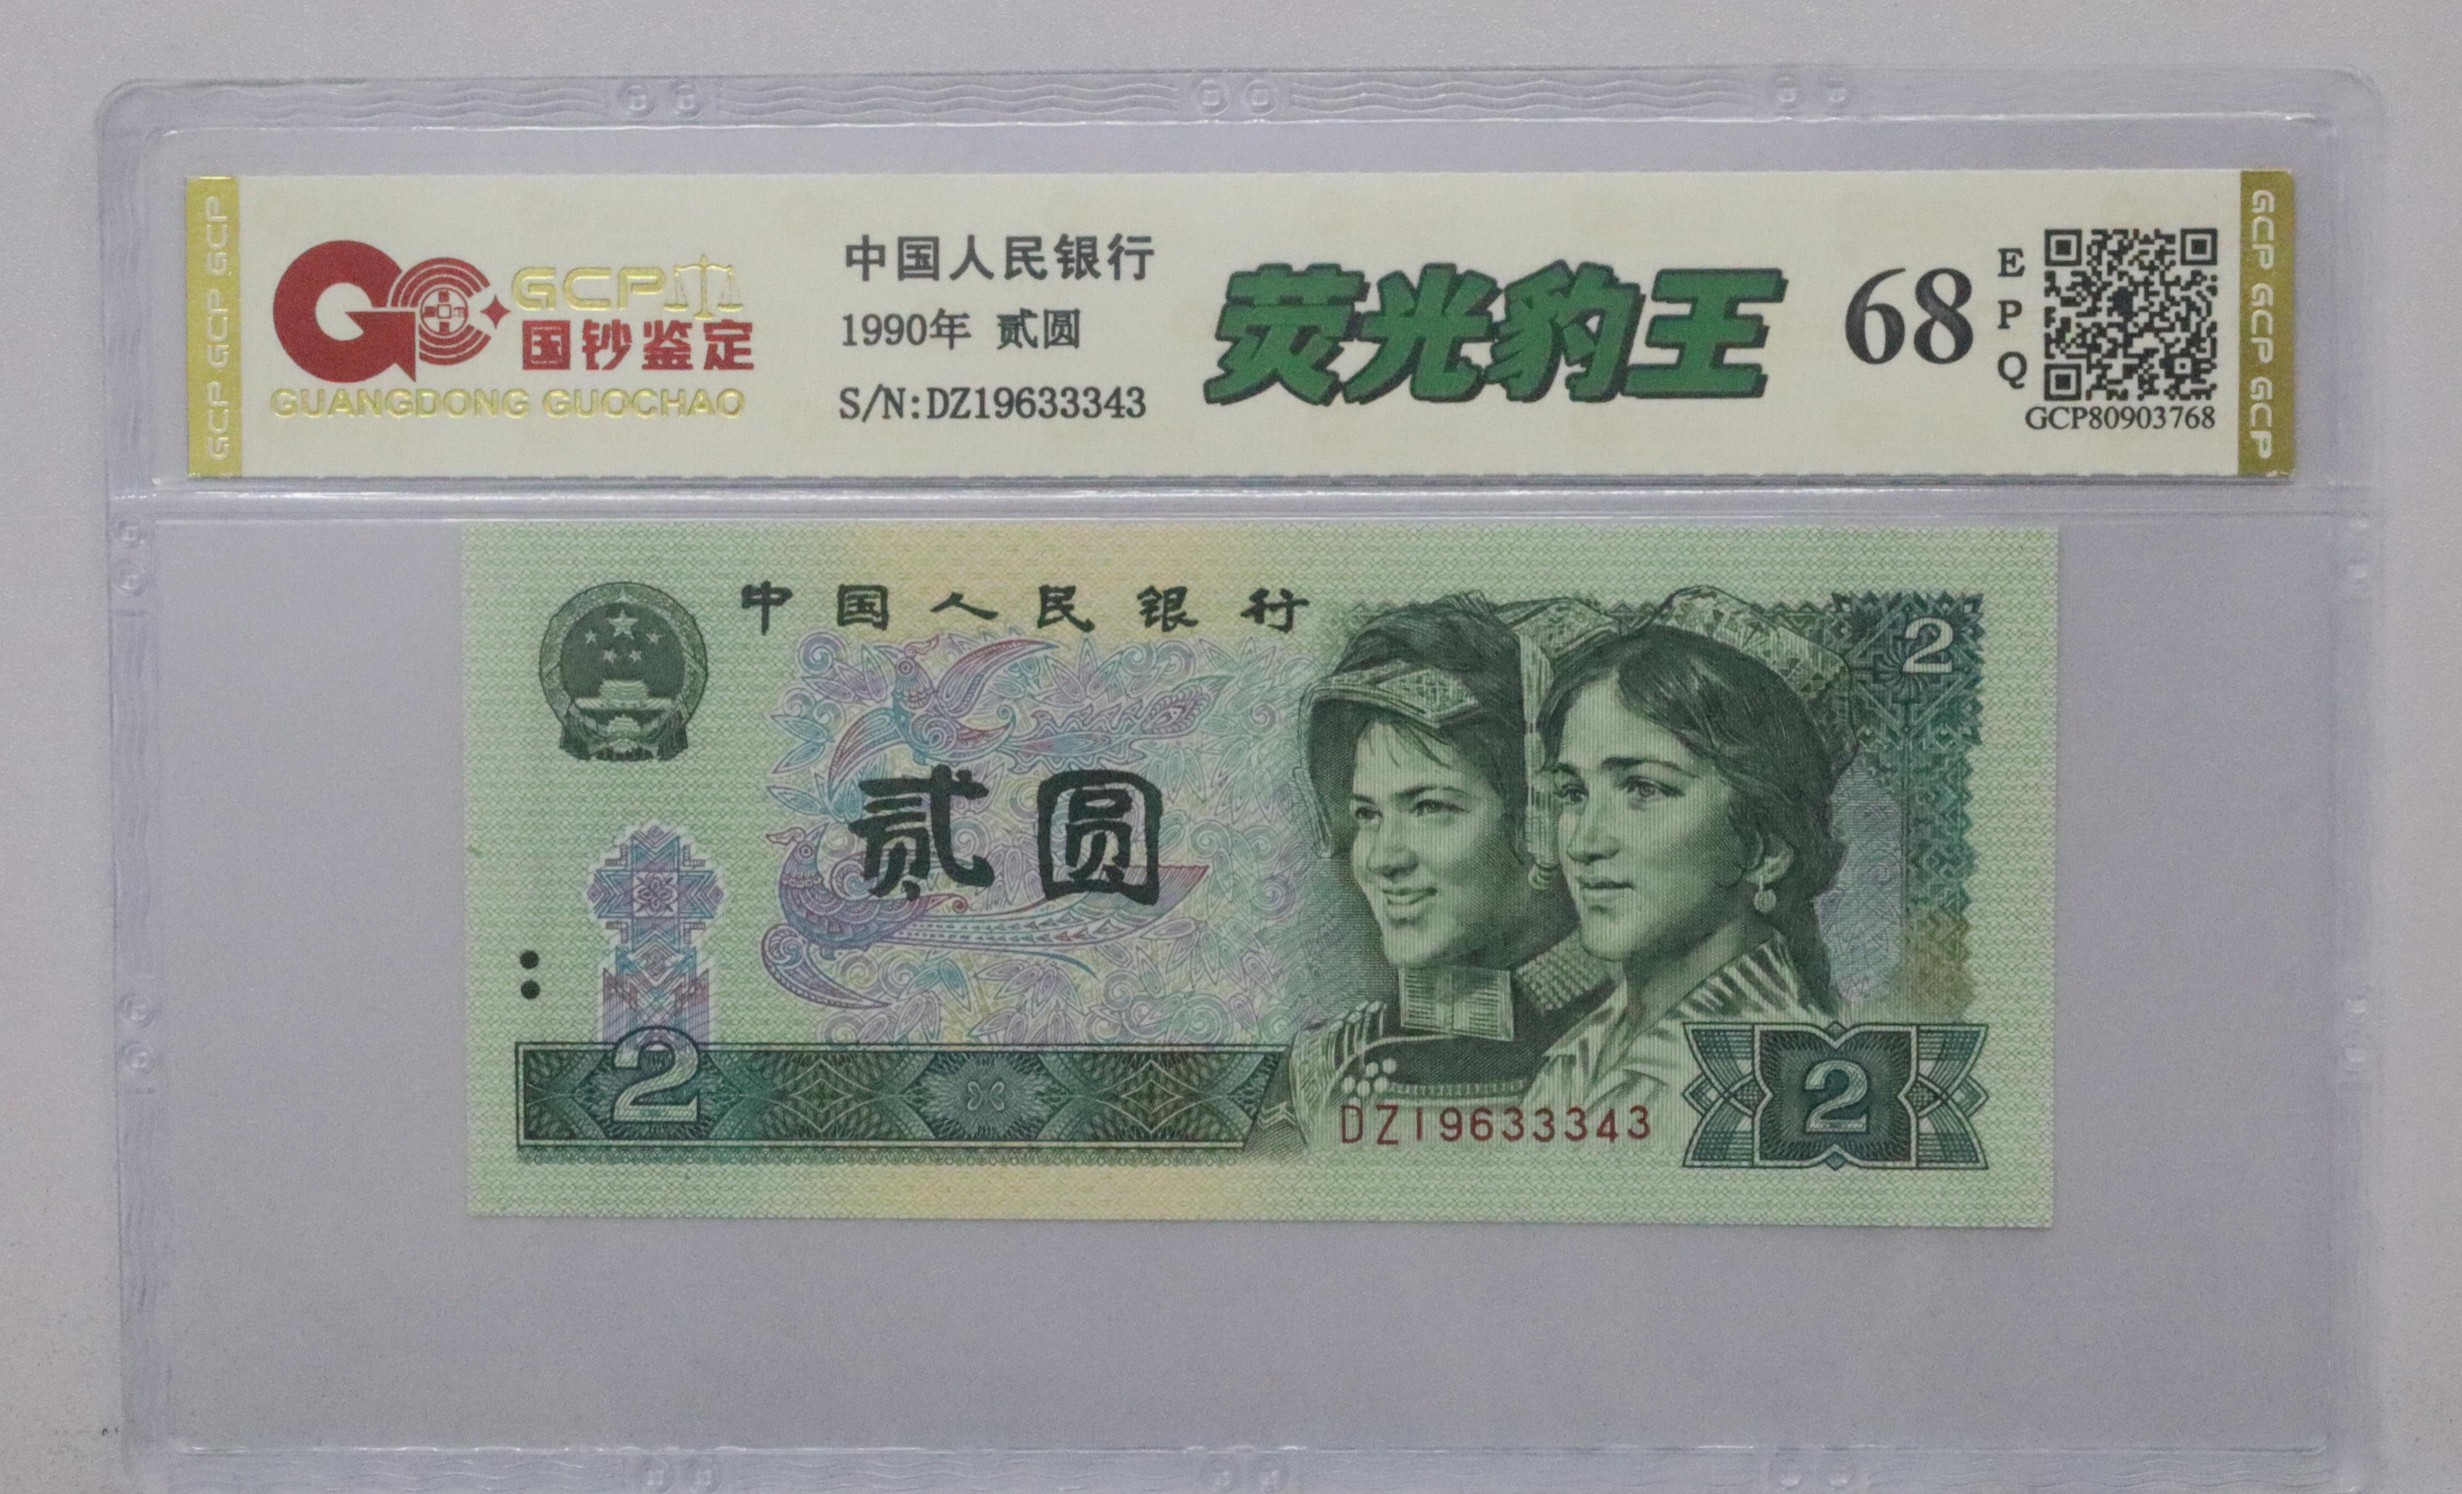 GCP GCP GCP
GCP
国钞鉴定
GUANGDONG GUOCHAO
中国人民银行
1990年 贰圆
S/N:DZ19633343
荧光豹王
68
EPQ
GCP80903768
GCP GCP GCP
中国人民银行
2
贰圆
2
DZ19633343
2